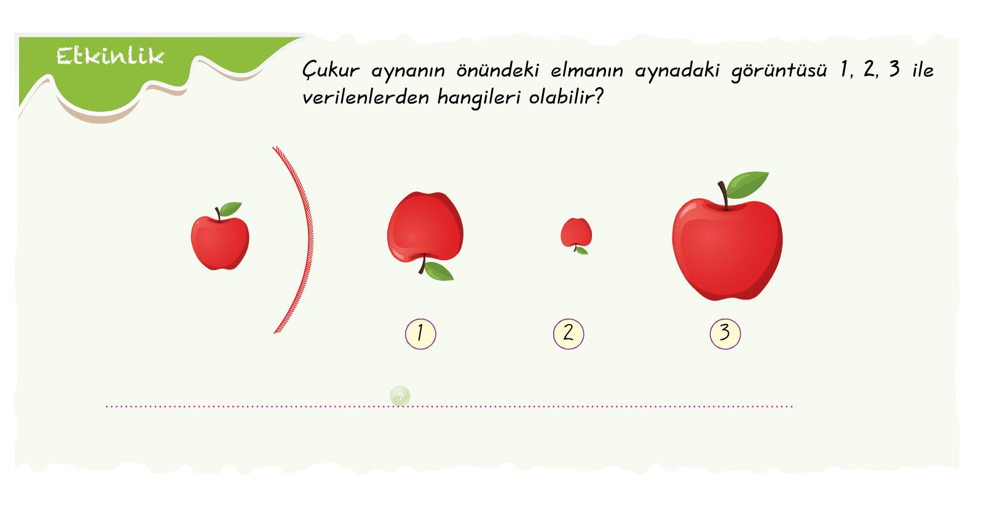 Etkinlik
Çukur aynanın önündeki elmanın aynadaki görüntüsü 1, 2, 3 ile
verilenlerden hangileri olabilir?
1 2 3
?